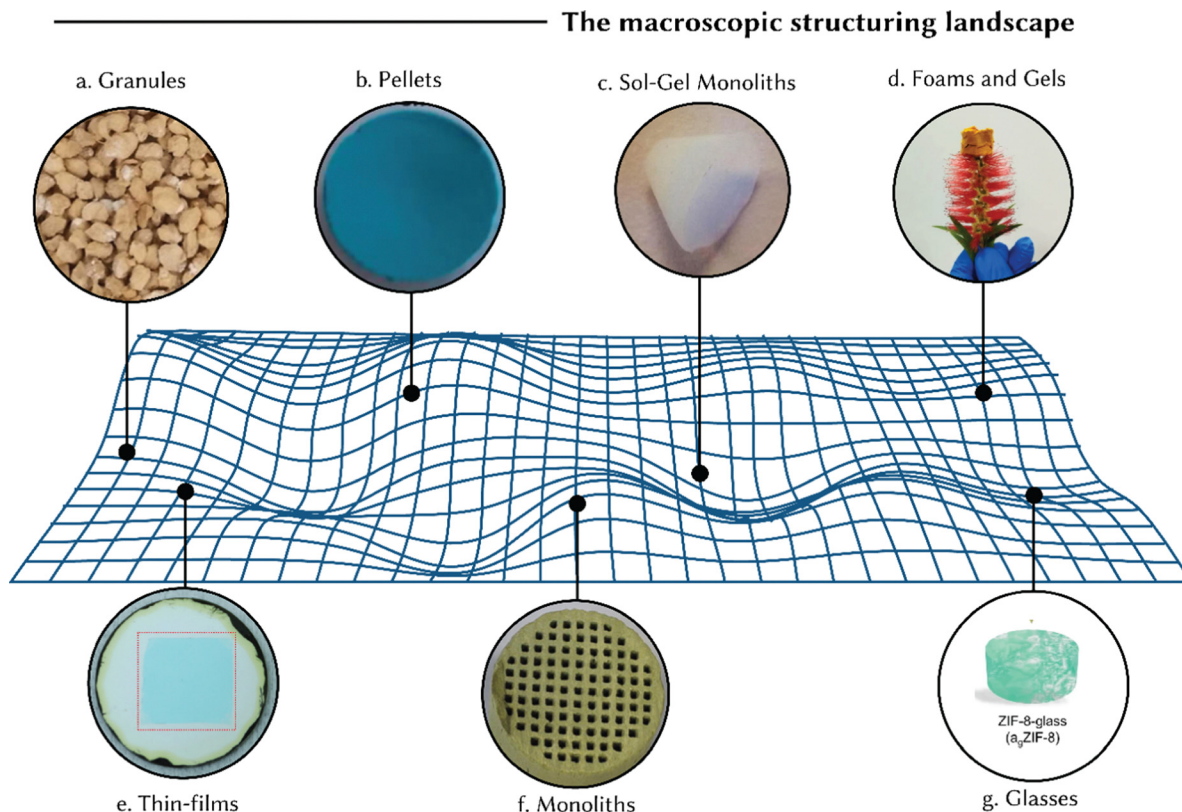 The macroscopic structuring landscape
a. Granules
b. Pellets
c. Sol-Gel Monoliths
d. Foams and Gels
ZIF-8-glass
(agZIF-8)
e. Thin-films
f. Monoliths
g. Glasses